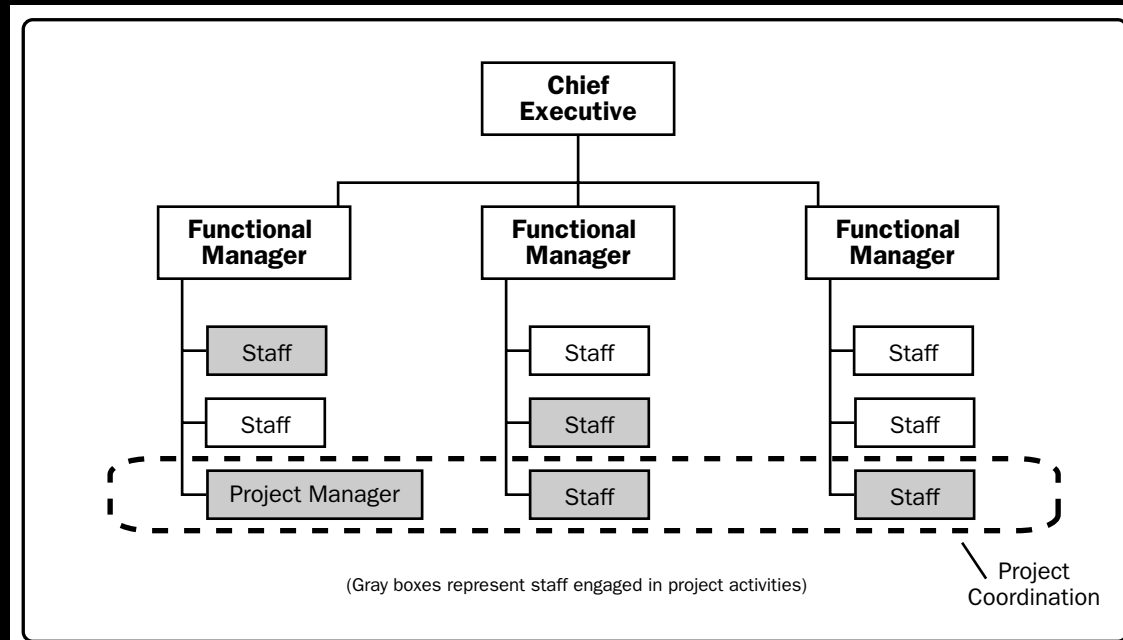 Chief
Executive
Functional
Manager
Functional
Manager
Functional
Manager
Staff
Staff
Staff
Staff
Staff
Staff
Project Manager
Staff
Staff
(Gray boxes represent staff engaged in project activities)
Project
Coordination